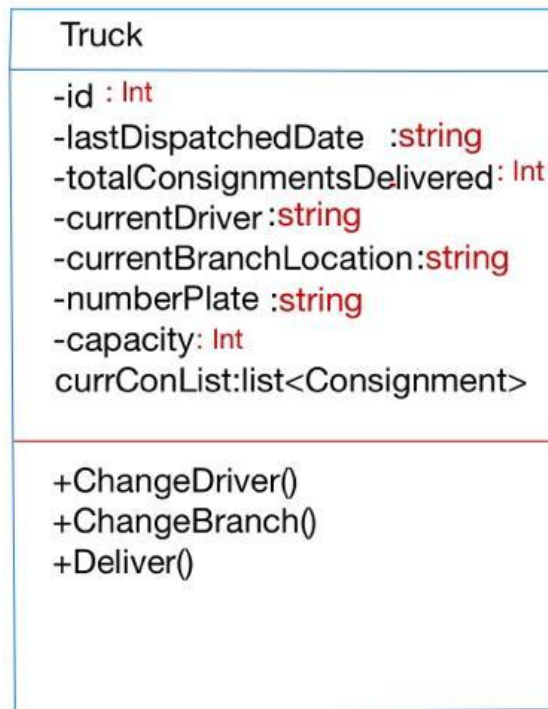 Truck
-id : Int
-lastDispatchedDate :string
-totalConsignmentsDelivered: Int
-currentDriver:string
-currentBranchLocation:string
-numberPlate :string
-capacity: Int
currConList:list<Consignment>
+ChangeDriver()
+ChangeBranch()
+Deliver()